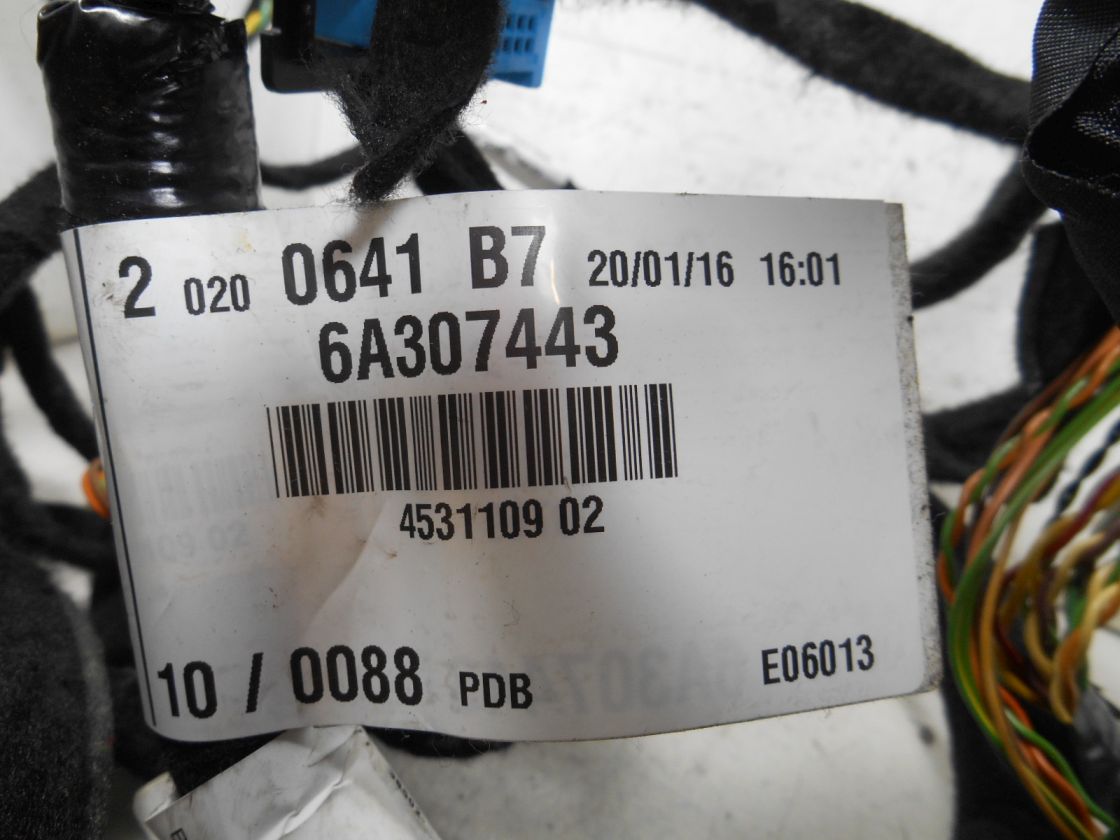 2 020 0641 B7 20/01/16 16:01
6A307443
4531109 02
10 / 0088 PDB E06013